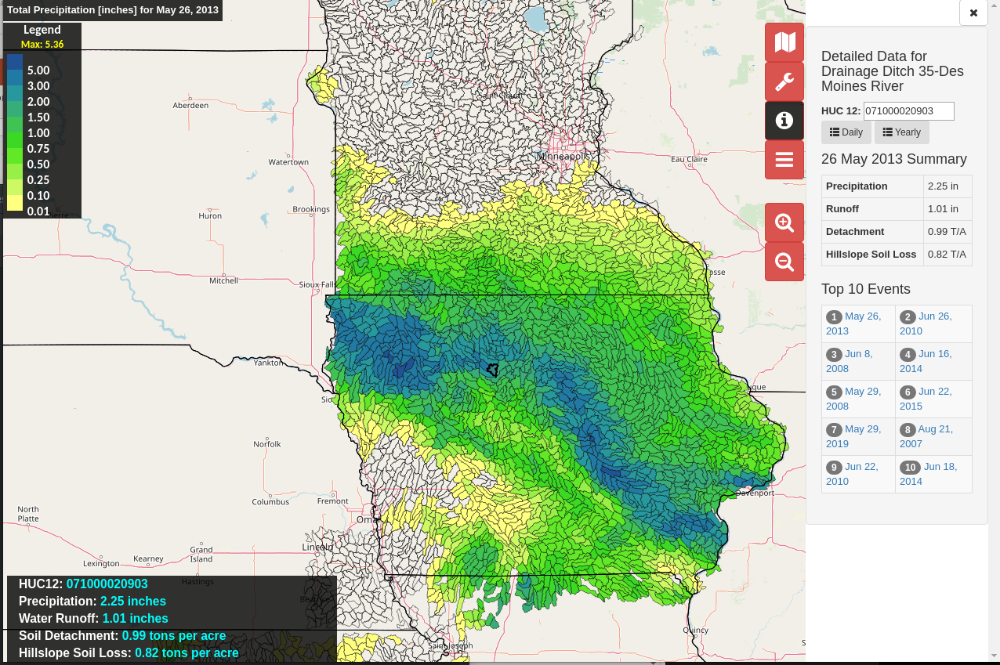 Total Precipitation [inches] for May 26, 2013
Legend
Max: 5.36
5.00
3.00
2.00
1.50
1.00
0.75
0.50
0.25
0.10
0.01
Aberdeen
Saint Cloud
Minneapolis
Watertown
Eau Claire
Brookings
Huron
Pierre
Mitchell
Sioux Falls
osse
Yankton
Sio
que
Norfolk
Columbus
Fremont
Davenport
North
Platte
Oma
Lincoln
Grand
Island
Kearney
Lexington
Hastings
Beatrice
Quincy
Saint Joseph
S
HUC12: 071000020903
Precipitation: 2.25 inches
Water Runoff: 1.01 inches
Soil Detachment: 0.99 tons per acre
Hillslope Soil Loss: 0.82 tons per acre
Detailed Data for
Drainage Ditch 35-Des
Moines River
HUC 12: 071000020903
Daily Yearly
26 May 2013 Summary
Precipitation 2.25 in
Runoff 1.01 in
Detachment 0.99 T/A
Hillslope Soil Loss 0.82 T/A
Top 10 Events
1 May 26, 2013
2 Jun 26, 2010
3 Jun 8, 2008
4 Jun 16, 2014
5 May 29, 2008
6 Jun 22, 2015
7 May 29, 2019
8 Aug 21, 2007
9 Jun 22, 2010
10 Jun 18, 2014